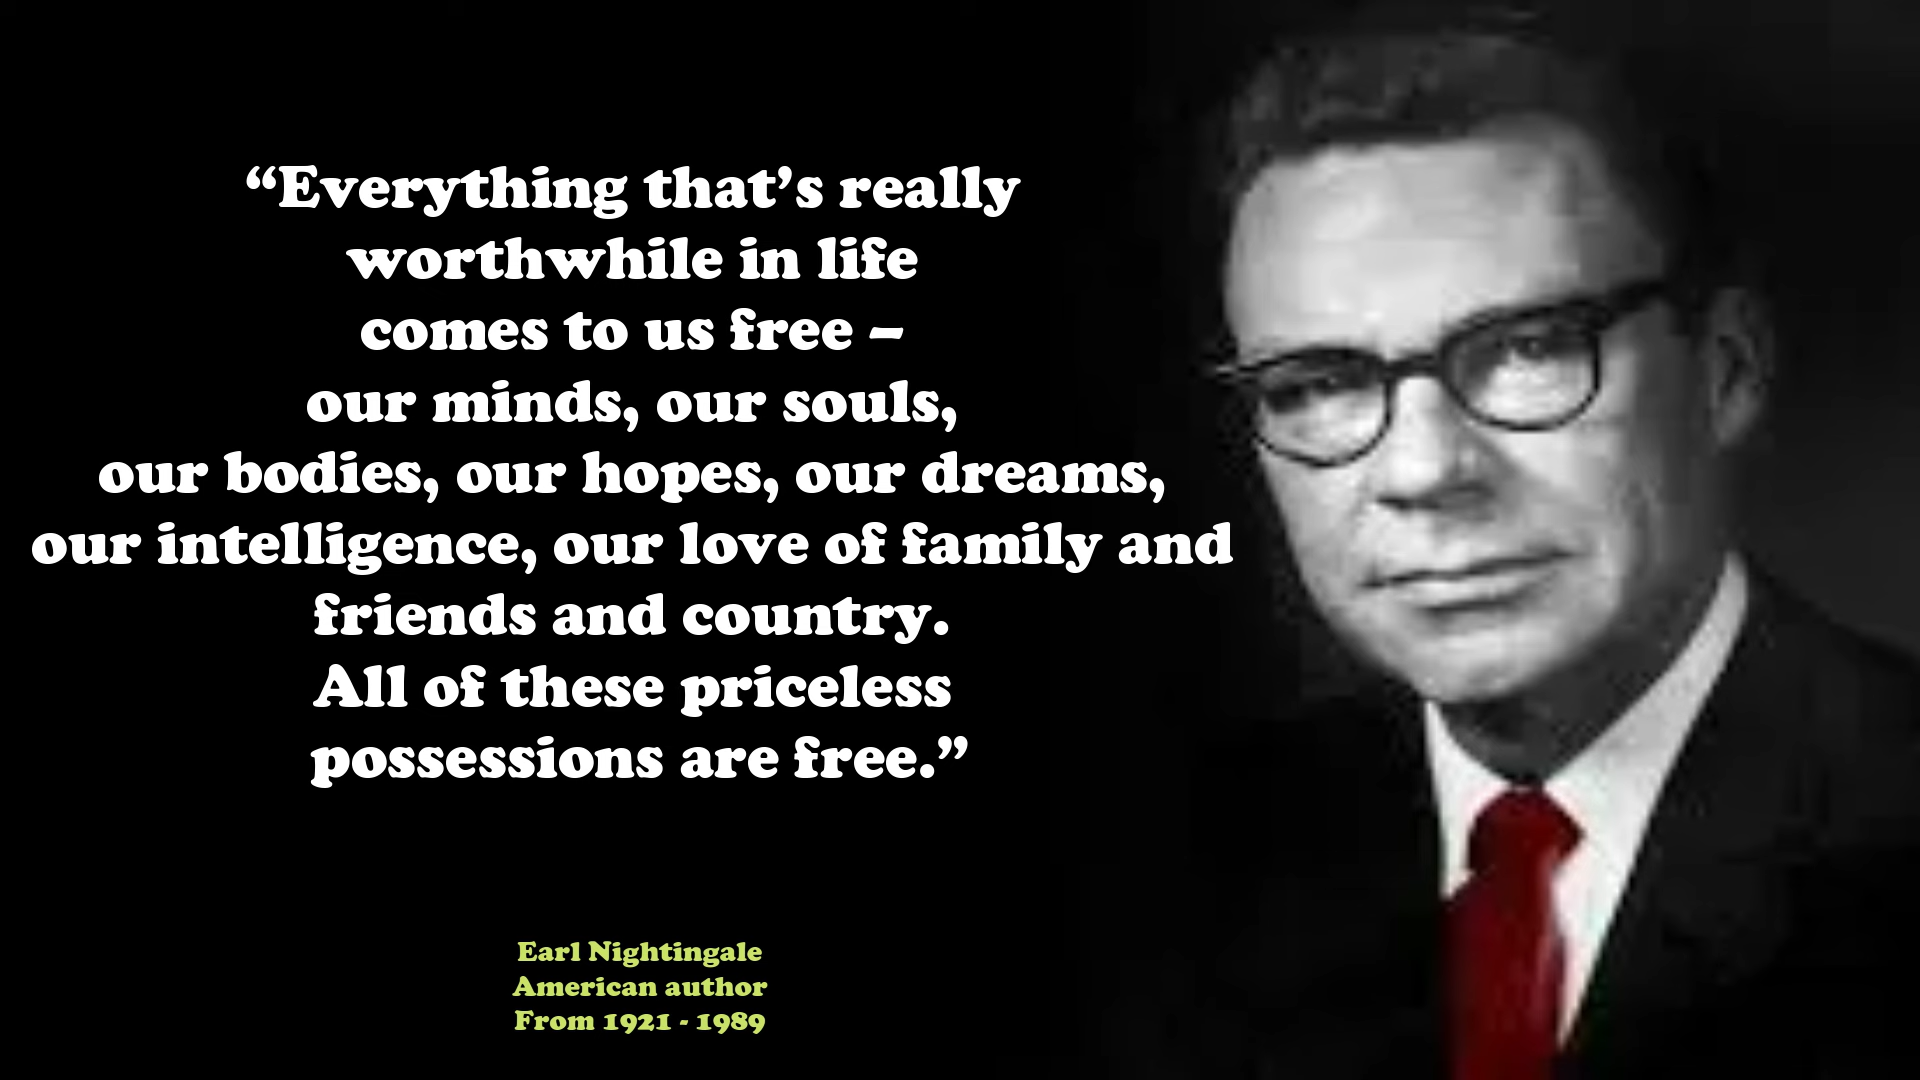 “Everything that’s really
worthwhile in life
comes to us free –
our minds, our souls,
our bodies, our hopes, our dreams,
our intelligence, our love of family and
friends and country.
All of these priceless
possessions are free.”
Earl Nightingale
American author
From 1921 - 1989